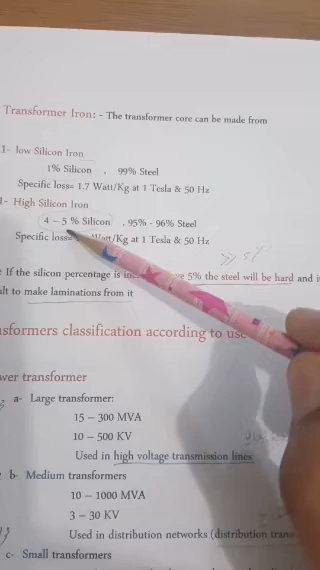 Transformer Iron: - The transformer core can be made from
1- low Silicon Iron
1% Silicon , 99% Steel
Specific loss= 1.7 Watt/Kg at 1 Tesla & 50 Hz
- High Silicon Iron
4 – 5 % Silicon , 95% - 96% Steel
Specific loss= Watt/Kg at 1 Tesla & 50 Hz
If the silicon percentage is 5% the steel will be hard and
to make laminations from it
classification according to
transformer
a- Large transformer:
15 – 300 MVA
10 – 500 KV
Used in high voltage transmission lines
b- Medium transformers
10 – 1000 MVA
3 – 30 KV
Used in distribution networks (distribution
c- Small transformers